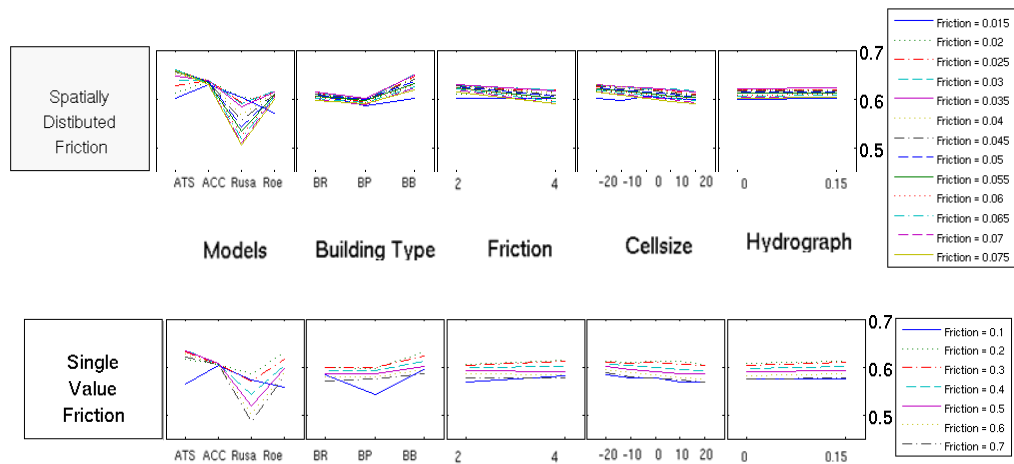 Spatially
Distibuted
Friction
0.7
0.6
0.5
ATS ACC Rusa Roe
BR BP BB
2 4
-20 -10 0 10 20
0 0.15
Models
Building Type
Friction
Cellsize
Hydrograph
Friction = 0.015
Friction = 0.02
Friction = 0.025
Friction = 0.03
Friction = 0.035
Friction = 0.04
Friction = 0.045
Friction = 0.05
Friction = 0.055
Friction = 0.06
Friction = 0.065
Friction = 0.07
Friction = 0.075
Single
Value
Friction
0.7
0.6
0.5
ATS ACC Rusa Roe
BR BP BB
2 4
-20 -10 0 10 20
0 0.15
Friction = 0.1
Friction = 0.2
Friction = 0.3
Friction = 0.4
Friction = 0.5
Friction = 0.6
Friction = 0.7